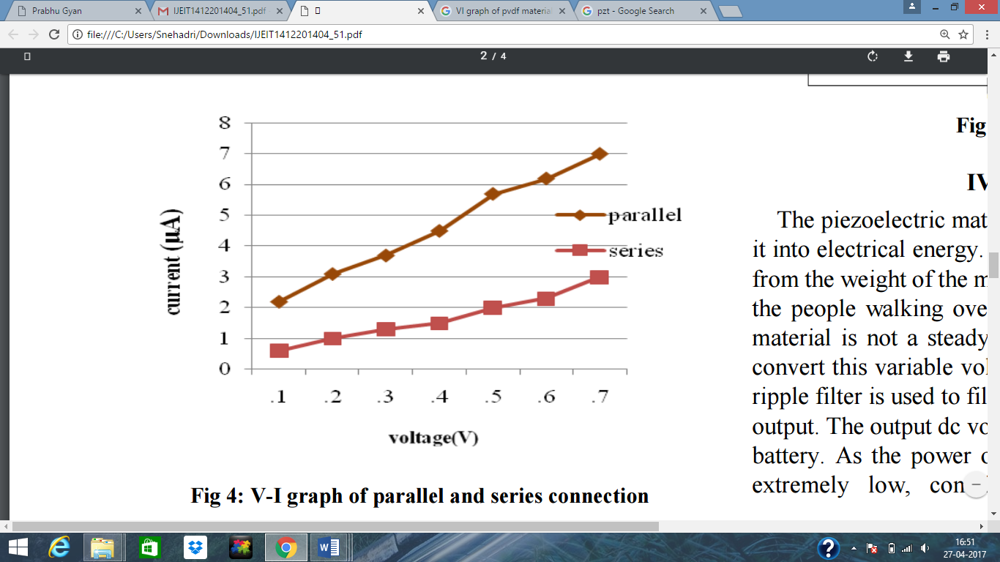 Prabhu Gyan
IJEIT1412201404_51.pdf
VI graph of pvdf materia
pzt - Google Search
file:///C:/Users/Snehadri/Downloads/IJEIT1412201404_51.pdf
2 / 4
8
7
6
5
4
3
2
1
0
current (µA)
parallel
series
.1 .2 .3 .4 .5 .6 .7
voltage(V)
Fig 4: V-I graph of parallel and series connection
Fig
IV
The piezoelectric mat
it into electrical energy.
from the weight of the m
the people walking ove
material is not a steady
convert this variable vol
ripple filter is used to fil
output. The output dc vo
battery. As the power o
extremely low, con
16:51
27-04-2017